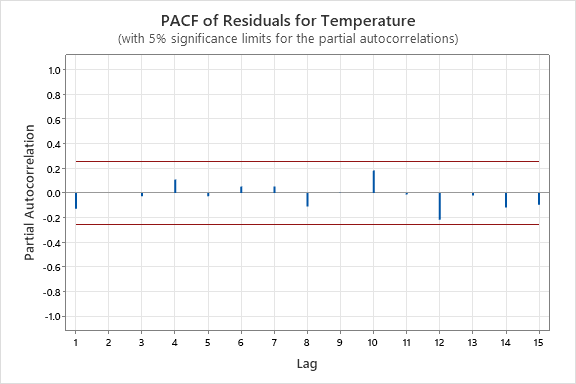 PACF of Residuals for Temperature
(with 5% significance limits for the partial autocorrelations)
1.0
0.8
0.6
0.4
0.2
0.0
-0.2
-0.4
-0.6
-0.8
-1.0
Partial Autocorrelation
1 2 3 4 5 6 7 8 9 10 11 12 13 14 15
Lag